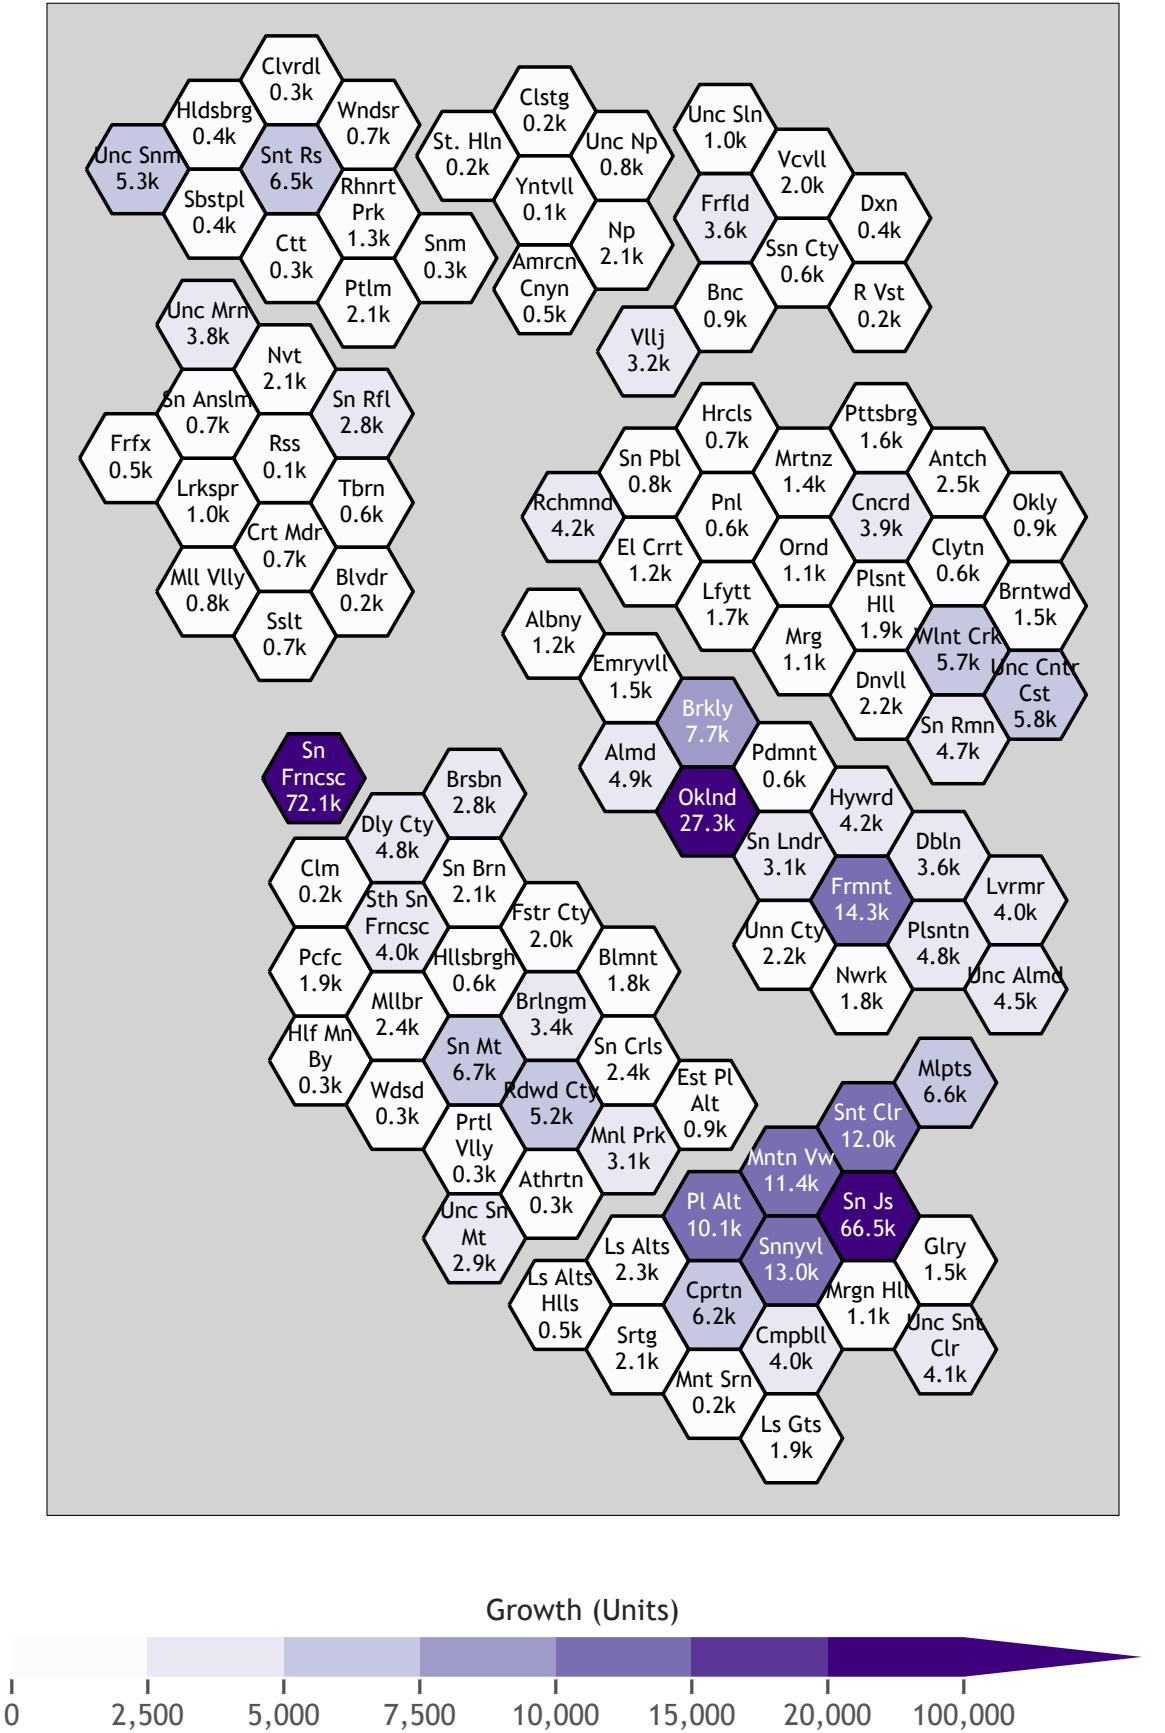 Clvrdl
0.3k
Hldsbrg
0.4k
Wndsr
0.7k
Unc Snm
5.3k
Snt Rs
6.5k
Sbstpl
0.4k
Rhnrt
Prk
1.3k
Ctt
0.3k
Snm
0.3k
Ptlm
2.1k
Clstg
0.2k
St. Hln
0.2k
Unc Np
0.8k
Yntvll
0.1k
Np
2.1k
Amrcn
Cnyn
0.5k
Unc Sln
1.0k
Vcvll
2.0k
Frfld
3.6k
Dxn
0.4k
Ssn Cty
0.6k
Bnc
0.9k
R Vst
0.2k
Vllj
3.2k
Unc Mrn
3.8k
Nvt
2.1k
Sn Anslm
0.7k
Sn Rfl
2.8k
Frfx
0.5k
Rss
0.1k
Lrkspr
1.0k
Tbrn
0.6k
Crt Mdr
0.7k
Mll Vlly
0.8k
Blvdr
0.2k
Sslt
0.7k
Hrcls
0.7k
Pttsbrg
1.6k
Sn Pbl
0.8k
Mrtnz
1.4k
Antch
2.5k
Rchmnd
4.2k
Pnl
0.6k
Cncrd
3.9k
Okly
0.9k
El Crrt
1.2k
Ornd
1.1k
Clytn
0.6k
Lfytt
1.7k
Plsnt
Hll
1.9k
Brntwd
1.5k
Mrg
1.1k
Wlnt Crk
5.7k
Dnvll
2.2k
Unc Cntr
Cst
5.8k
Sn Rmn
4.7k
Albny
1.2k
Emryvll
1.5k
Brkly
7.7k
Almd
4.9k
Pdmnt
0.6k
Oklnd
27.3k
Hywrd
4.2k
Sn Lndr
3.1k
Dbln
3.6k
Frmnt
14.3k
Lvrmr
4.0k
Unn Cty
2.2k
Plsntn
4.8k
Nwrk
1.8k
Unc Almd
4.5k
Sn
Frncsc
72.1k
Brsbn
2.8k
Dly Cty
4.8k
Clm
0.2k
Sn Brn
2.1k
Sth Sn
Frncsc
4.0k
Fstr Cty
2.0k
Pcfc
1.9k
Hllsbrgh
0.6k
Blmnt
1.8k
Mllbr
2.4k
Brlngm
3.4k
Hlf Mn
By
0.3k
Sn Mt
6.7k
Sn Crls
2.4k
Wdsd
0.3k
Rdwd Cty
5.2k
Est Pl
Alt
0.9k
Prtl
Vlly
0.3k
Mnl Prk
3.1k
Athrtn
0.3k
Unc Sn
Mt
2.9k
Mlpts
6.6k
Snt Clr
12.0k
Mntn Vw
11.4k
Pl Alt
10.1k
Sn Js
66.5k
Ls Alts
2.3k
Snnyvl
13.0k
Glry
1.5k
Ls Alts
Hlls
0.5k
Cprtn
6.2k
Mrgn Hll
1.1k
Srtg
2.1k
Cmpbll
4.0k
Unc Snt
Clr
4.1k
Mnt Srn
0.2k
Ls Gts
1.9k
Growth (Units)
0 2,500 5,000 7,500 10,000 15,000 20,000 100,000